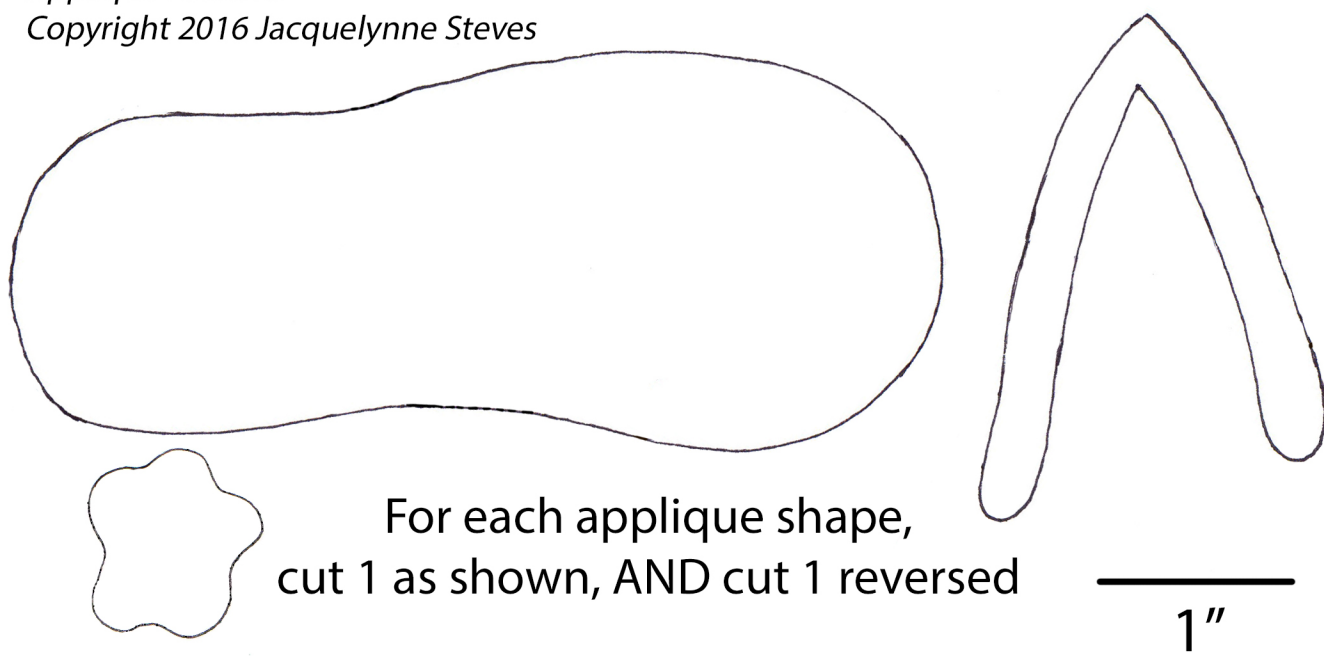 Copyright 2016 Jacquelynne Steves
For each applique shape,
cut 1 as shown, AND cut 1 reversed
1”